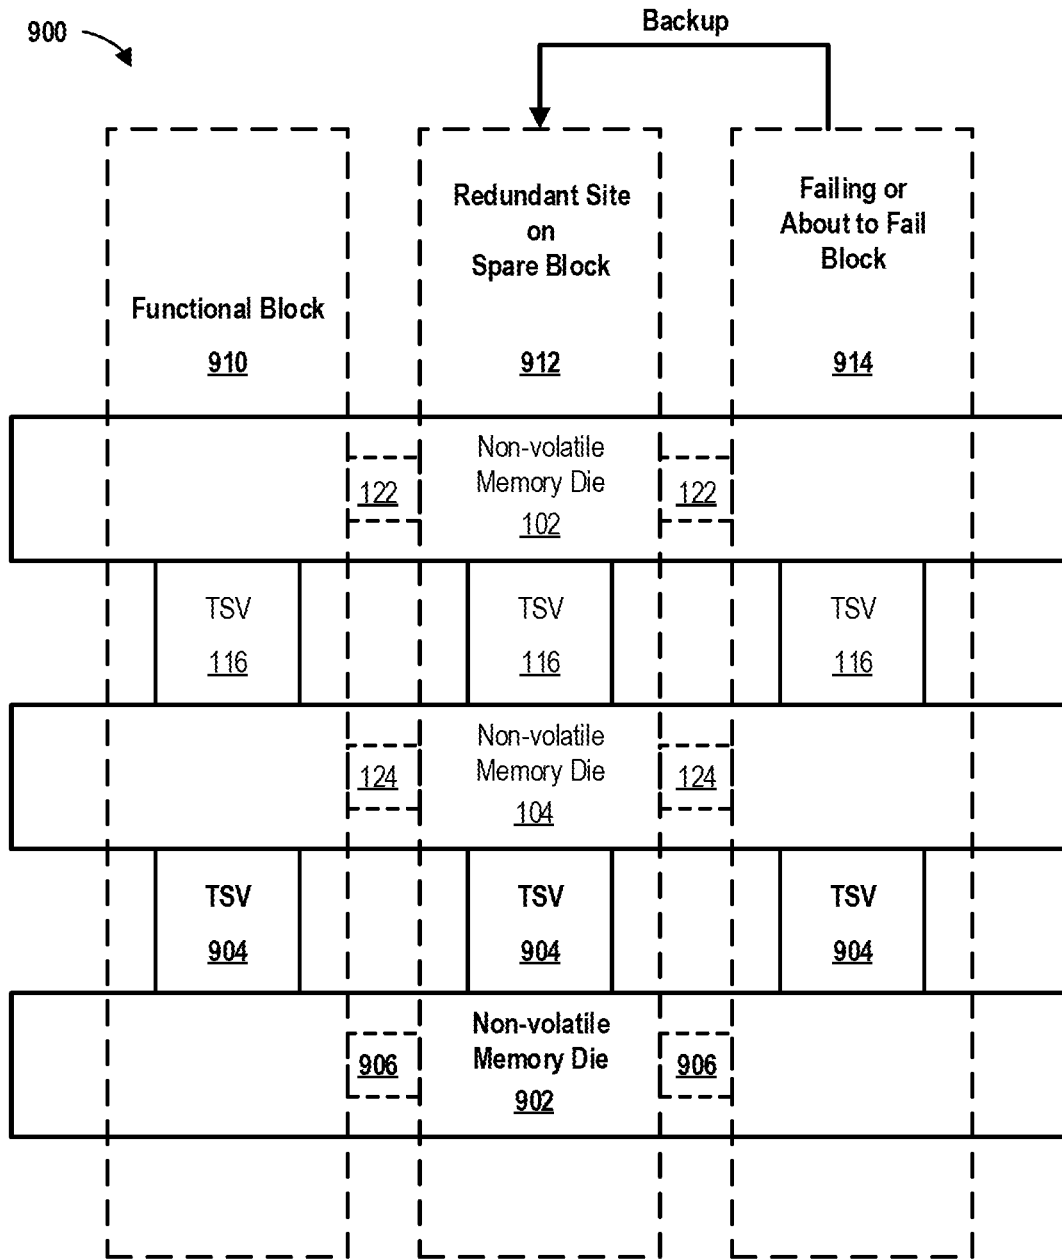 900
Backup
Redundant Site
on
Spare Block
Failing or
About to Fail
Block
Functional Block
910
912
914
Non-volatile
Memory Die
122
122
102
TSV
TSV
TSV
116
116
116
Non-volatile
Memory Die
124
124
104
TSV
TSV
TSV
904
904
904
Non-volatile
Memory Die
906
906
902